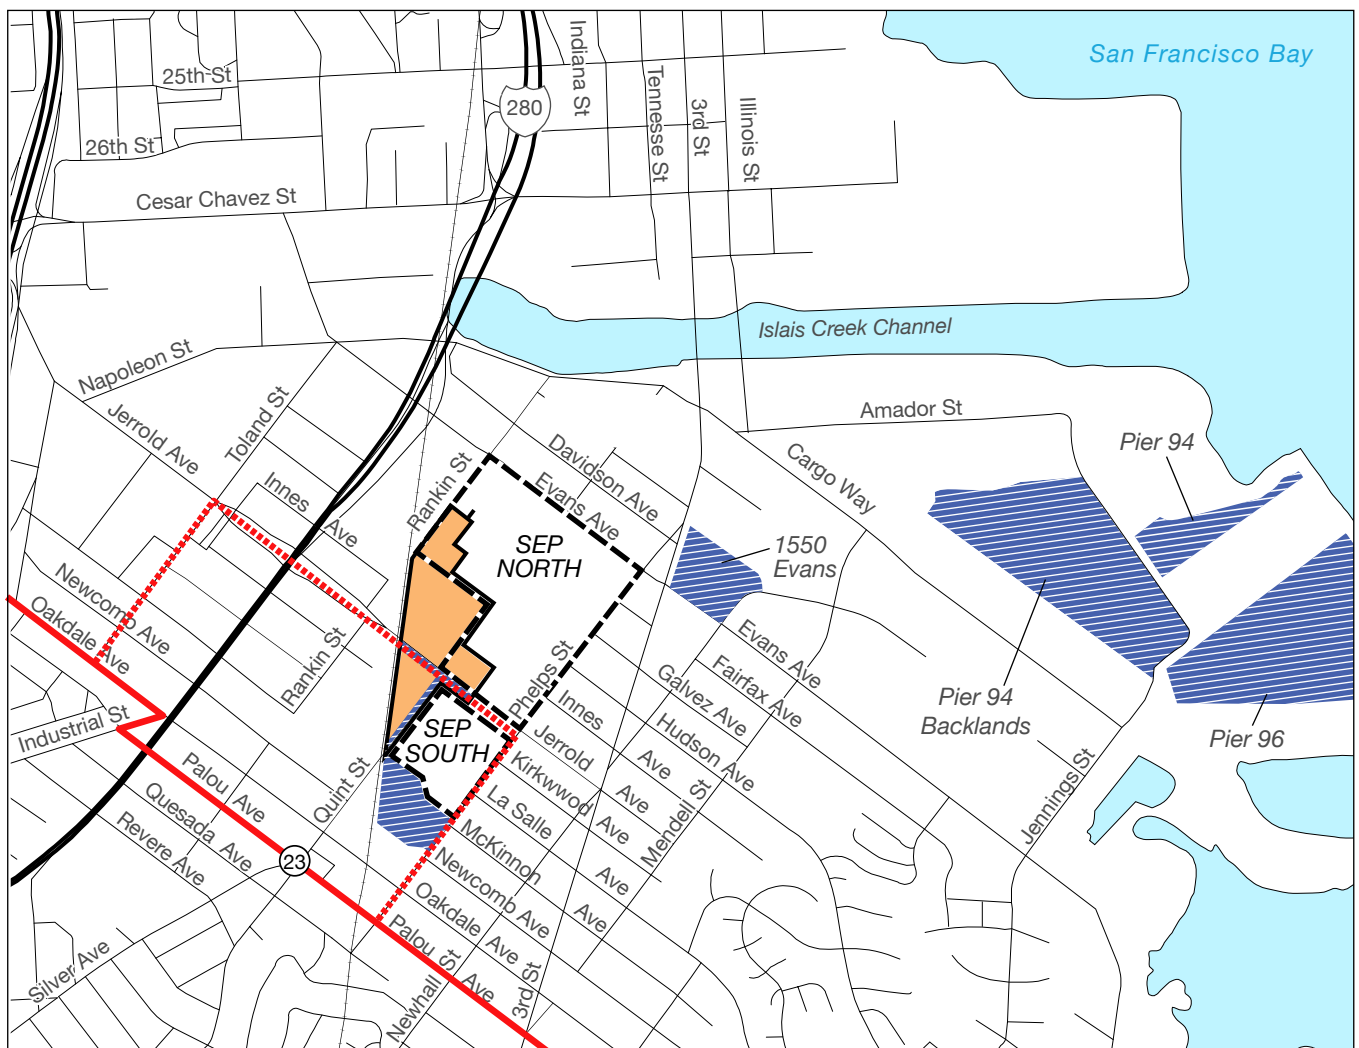 San Francisco Bay
25th St
Indiana St
Tennesse St
3rd St
Illinois St
280
26th St
Cesar Chavez St
Islais Creek Channel
Napoleon St
Jerrold Ave
Toland St
Amador St
Pier 94
Cargo Way
Davidson Ave
Evans Ave
Rankin St
Innes
Ave
SEP
NORTH
1550
Evans
Newcomb Ave
Oakdale Ave
Rankin St
Industrial St
Phelps St
Evans Ave
Fairfax Ave
Galvez Ave
Hudson Ave
Pier 94
Backlands
Pier 96
SEP
SOUTH
Innes
Ave
Jerrold
Ave
Kirkwwod
Ave
La Salle
Ave
McKinnon
Ave
Mendell St
Jennings St
Quint St
Palou Ave
Quesada Ave
Revere Ave
23
Newcomb Ave
Oakdale Ave
Palou
Ave
Silver Ave
Newhall St
3rd St